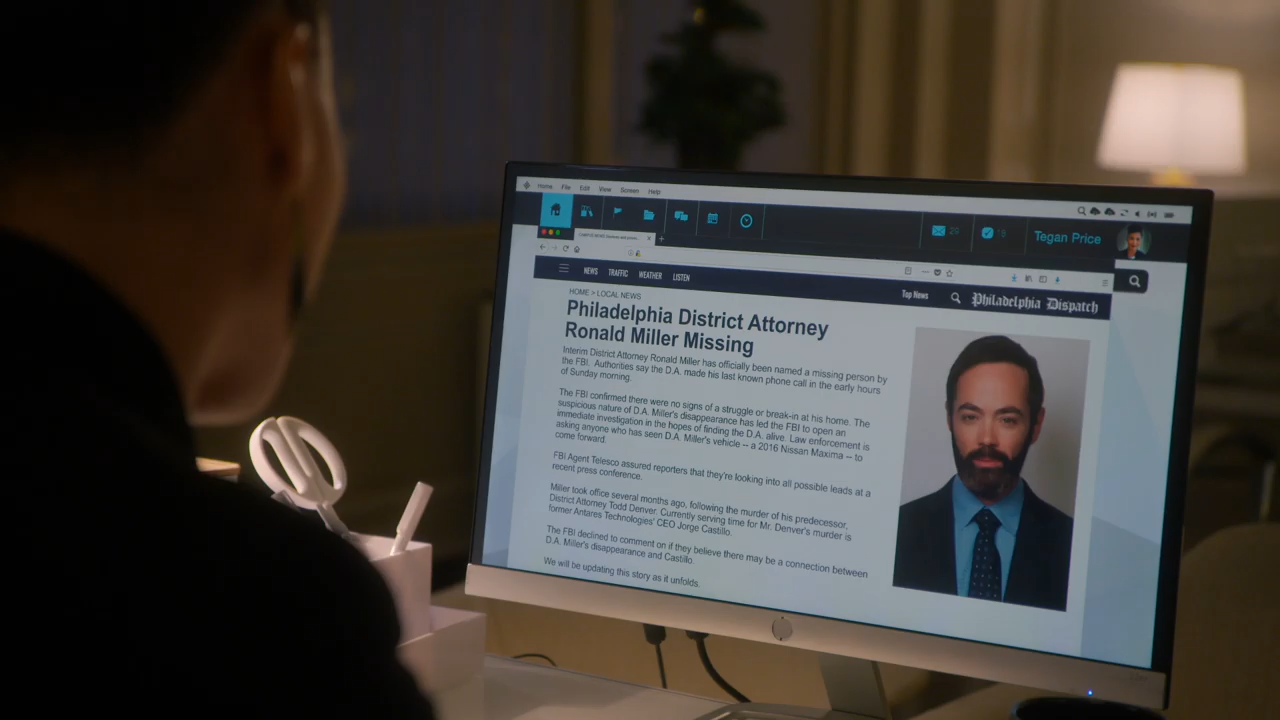 Home File Edit View Screen Help
Tegan Price
NEWS TRAFFIC WEATHER LISTEN
Top News Philadelphia Dispatch
HOME > LOCAL NEWS
Philadelphia District Attorney
Ronald Miller Missing
Interim District Attorney Ronald Miller has officially been named a missing person by
the FBI. Authorities say the D.A. made his last known phone call in the early hours
of Sunday morning.
The FBI confirmed there were no signs of a struggle or break-in at his home. The
suspicious nature of D.A. Miller's disappearance has led the FBI to open an
immediate investigation in the hopes of finding the D.A. alive. Law enforcement is
asking anyone who has seen D.A. Miller's vehicle -- a 2016 Nissan Maxima -- to
come forward.
FBI Agent Telesco assured reporters that they're looking into all possible leads at a
recent press conference.
Miller took office several months ago, following the murder of his predecessor,
District Attorney Todd Denver. Currently serving time for Mr. Denver's murder is
former Antares Technologies' CEO Jorge Castillo.
The FBI declined to comment on if they believe there may be a connection between
D.A. Miller's disappearance and Castillo.
We will be updating this story as it unfolds.